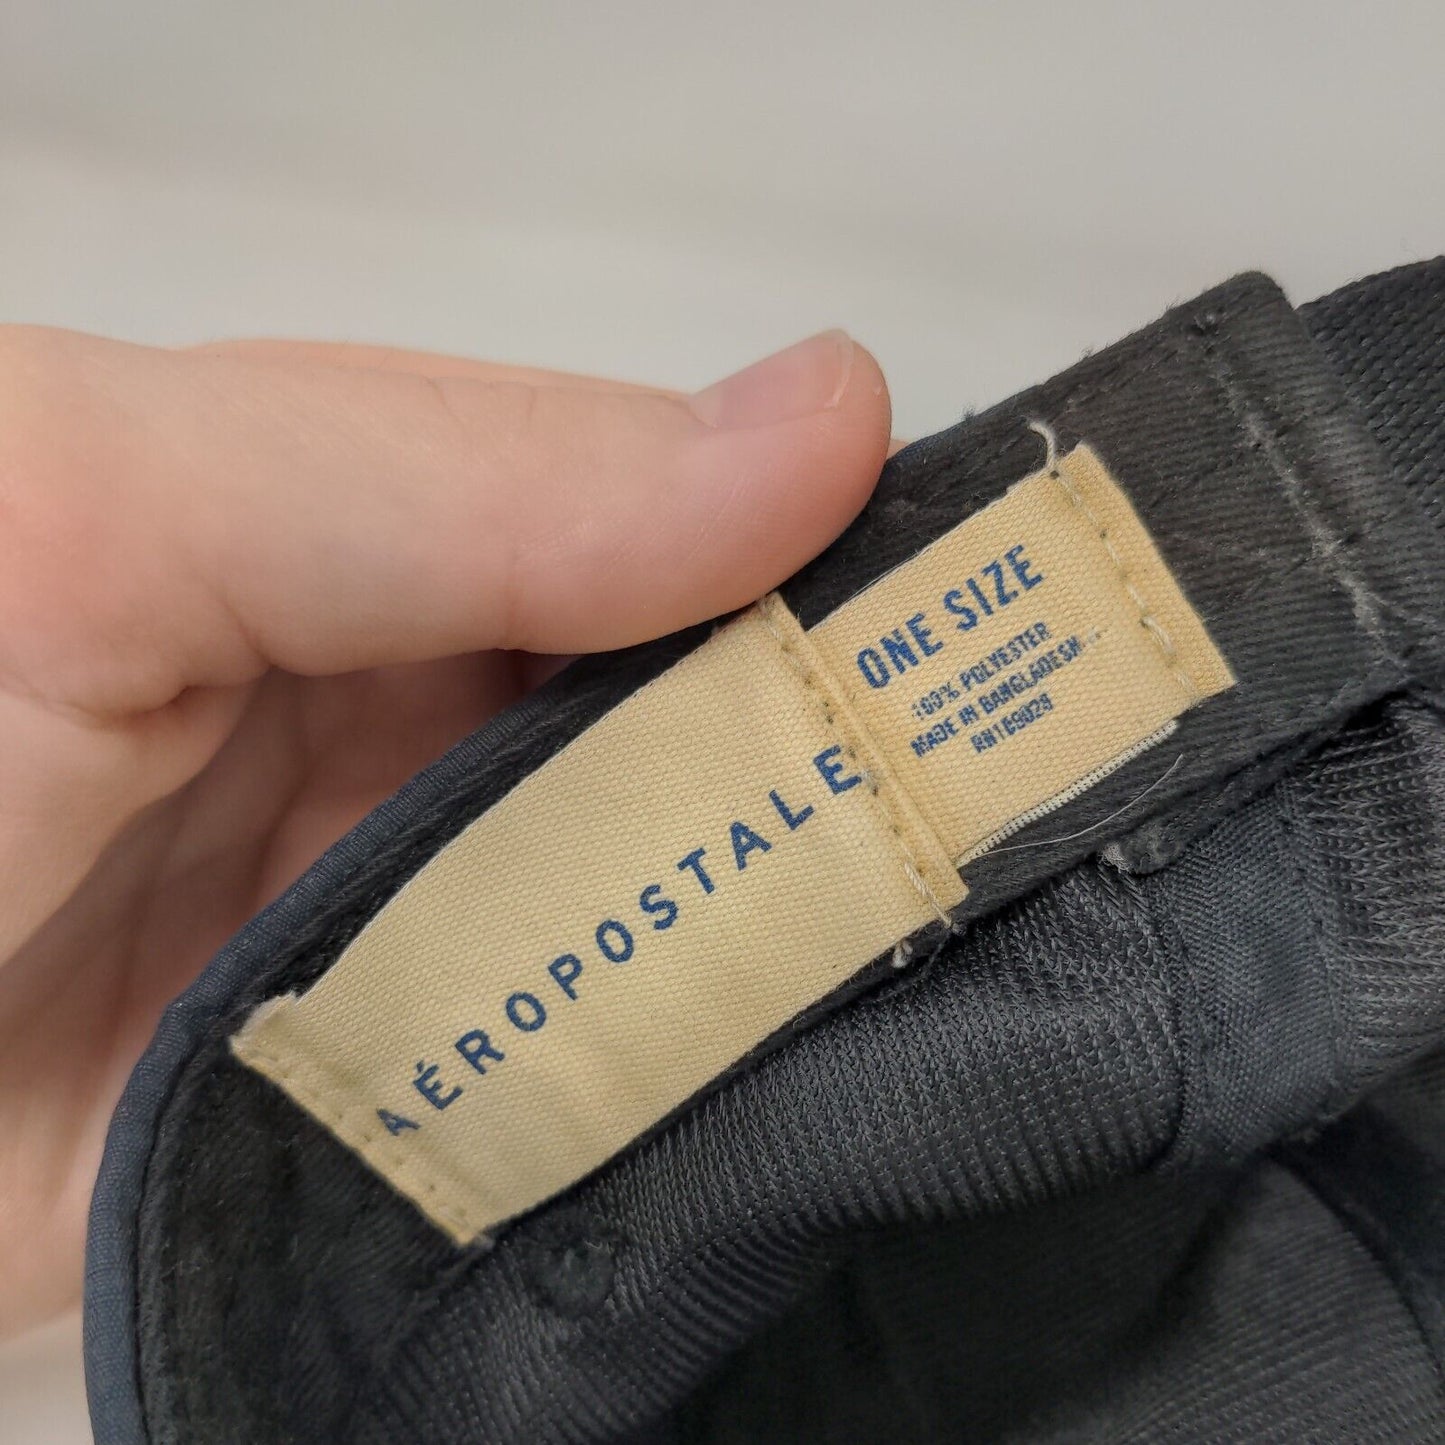 AÉROPOSTALE
ONE SIZE
100% POLYESTER
MADE IN BANGLADESH